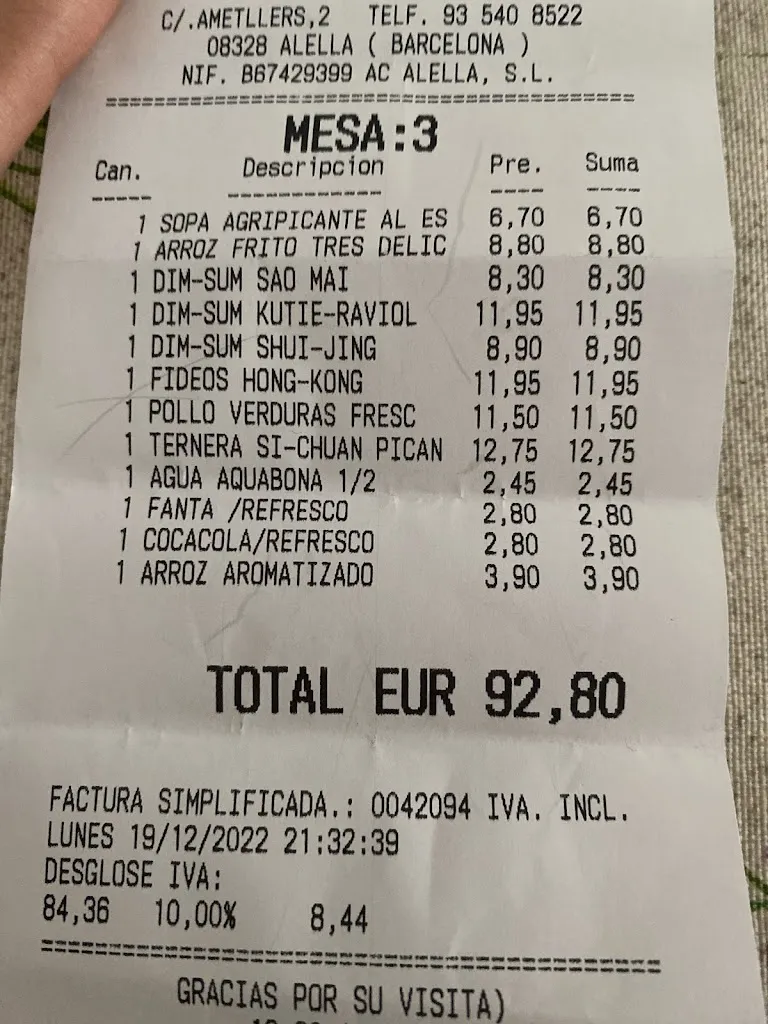 C/.AMETLLERS,2 TELF. 93 540 8522
08328 ALELLA ( BARCELONA )
NIF. B67429399 AC ALELLA, S.L.
MESA:3
Can. Descripcion Pre. Suma
1 SOPA AGRIPICANTE AL ES 6,70 6,70
1 ARROZ FRITO TRES DELIC 8,80 8,80
1 DIM-SUM SAO MAI 8,30 8,30
1 DIM-SUM KUTIE-RAVIOL 11,95 11,95
1 DIM-SUM SHUI-JING 8,90 8,90
1 FIDEOS HONG-KONG 11,95 11,95
1 POLLO VERDURAS FRESC 11,50 11,50
1 TERNERA SI-CHUAN PICAN 12,75 12,75
1 AGUA AQUABONA 1/2 2,45 2,45
1 FANTA /REFRESCO 2,80 2,80
1 COCACOLA/REFRESCO 2,80 2,80
1 ARROZ AROMATIZADO 3,90 3,90
TOTAL EUR 92,80
FACTURA SIMPLIFICADA.: 0042094 IVA. INCL.
LUNES 19/12/2022 21:32:39
DESGLOSE IVA:
84,36 10,00% 8,44
GRACIAS POR SU VISITA)